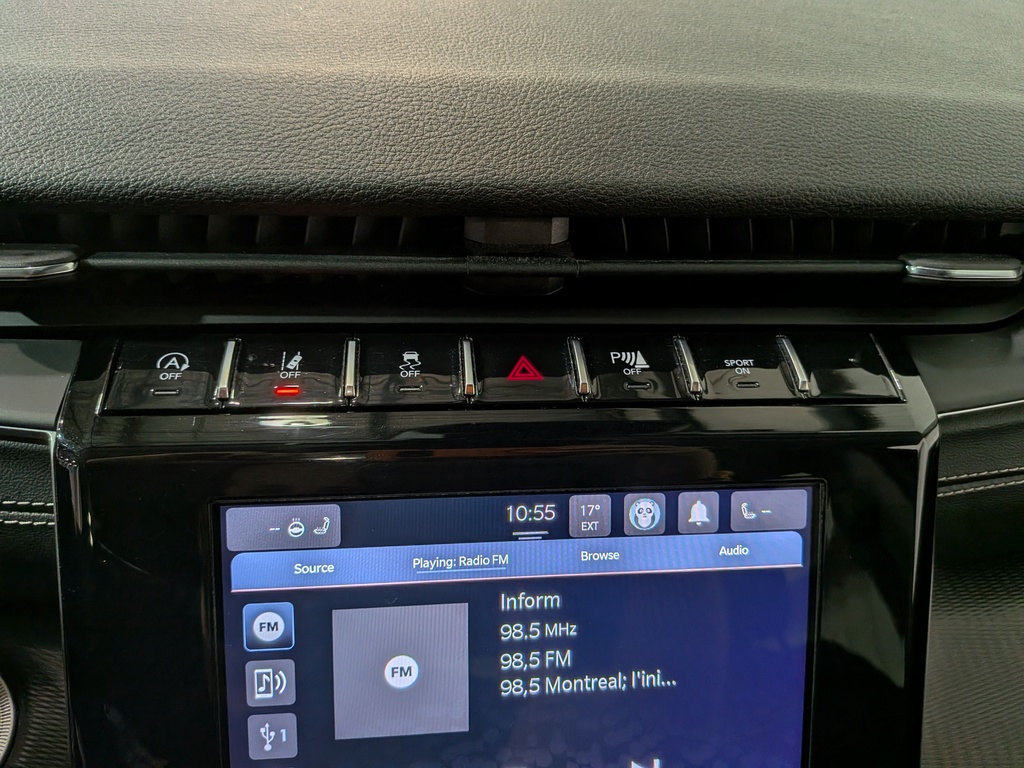 A
OFF
OFF
OFF
P
OFF
SPORT
ON
--
10:55
17°
EXT
--
Source
Playing: Radio FM
Browse
Audio
FM
1
FM
Inform
98.5 MHz
98,5 FM
98,5 Montreal; l'ini...